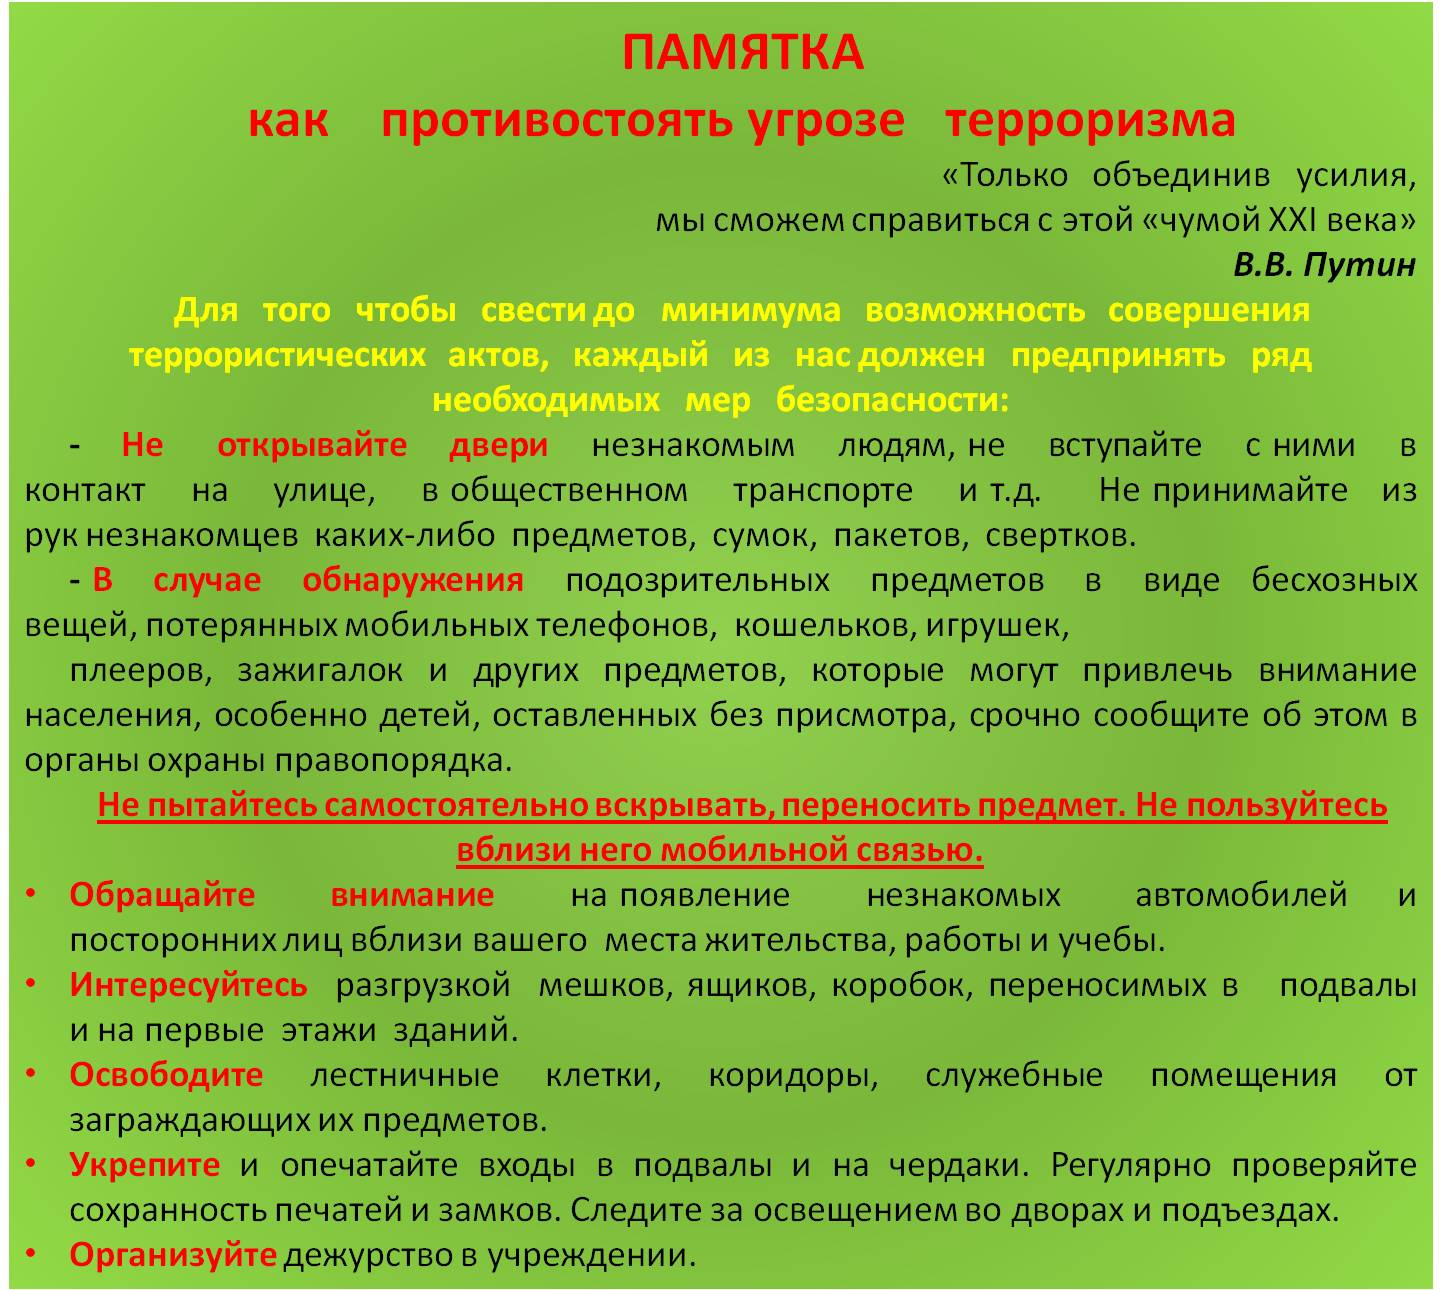 ПАМЯТКА
как противостоять угрозе терроризма
«Только объединив усилия,
мы сможем справиться с этой «чумой XXI века»
В.В. Путин
Для того чтобы свести до минимума возможность совершения
террористических актов, каждый из нас должен предпринять ряд
необходимых мер безопасности:
- Не открывайте двери незнакомым людям, не вступайте с ними в
контакт на улице, в общественном транспорте и т.д. Не принимайте из
рук незнакомцев каких-либо предметов, сумок, пакетов, свертков.
- В случае обнаружения подозрительных предметов в виде бесхозных
вещей, потерянных мобильных телефонов, кошельков, игрушек,
плееров, зажигалок и других предметов, которые могут привлечь внимание
населения, особенно детей, оставленных без присмотра, срочно сообщите об этом в
органы охраны правопорядка.
Не пытайтесь самостоятельно вскрывать, переносить предмет. Не пользуйтесь
вблизи него мобильной связью.
• Обращайте внимание на появление незнакомых автомобилей и
посторонних лиц вблизи вашего места жительства, работы и учебы.
• Интересуйтесь разгрузкой мешков, ящиков, коробок, переносимых в подвалы
и на первые этажи зданий.
• Освободите лестничные клетки, коридоры, служебные помещения от
заграждающих их предметов.
• Укрепите и опечатайте входы в подвалы и на чердаки. Регулярно проверяйте
сохранность печатей и замков. Следите за освещением во дворах и подъездах.
• Организуйте дежурство в учреждении.